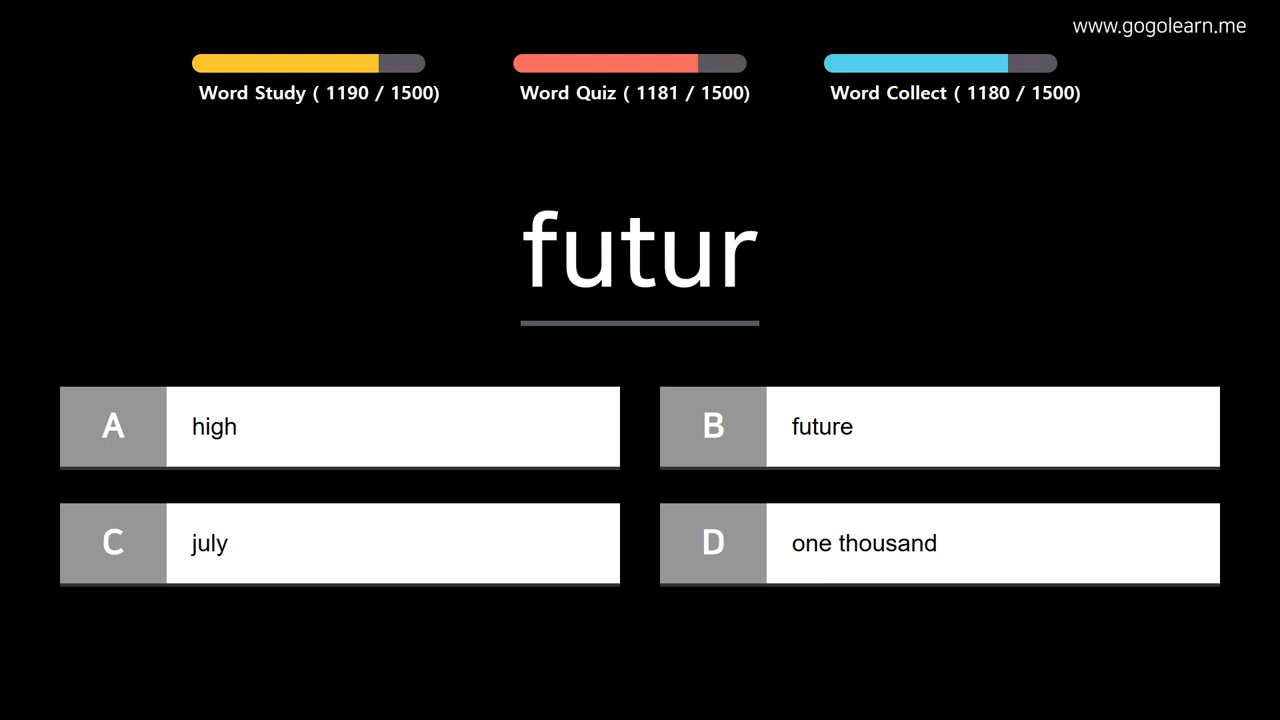 www.gogolearn.me
Word Study ( 1190 / 1500)
Word Quiz ( 1181 / 1500)
Word Collect ( 1180 / 1500)
futur
A high
B future
C july
D one thousand